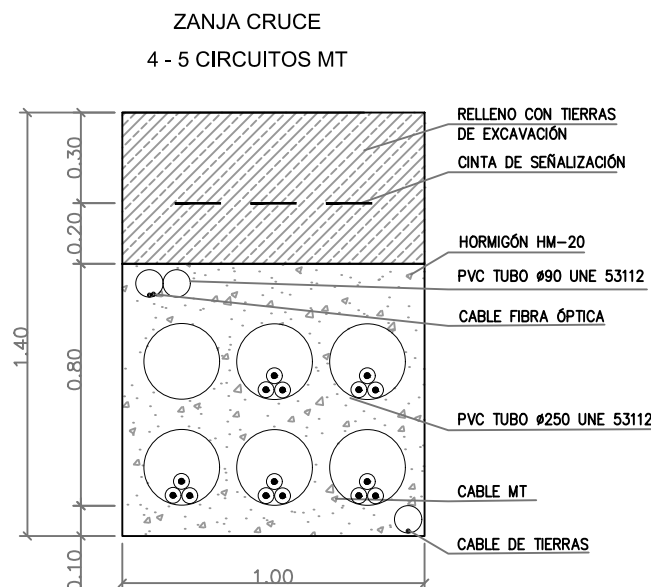 ZANJA CRUCE
4 - 5 CIRCUITOS MT
RELLENO CON TIERRAS
DE EXCAVACIÓN
CINTA DE SEÑALIZACIÓN
HORMIGÓN HM-20
PVC TUBO ø90 UNE 53112
CABLE FIBRA ÓPTICA
PVC TUBO ø250 UNE 53112
CABLE MT
CABLE DE TIERRAS
0.30
0.20
1.40
0.80
0.10
1.00